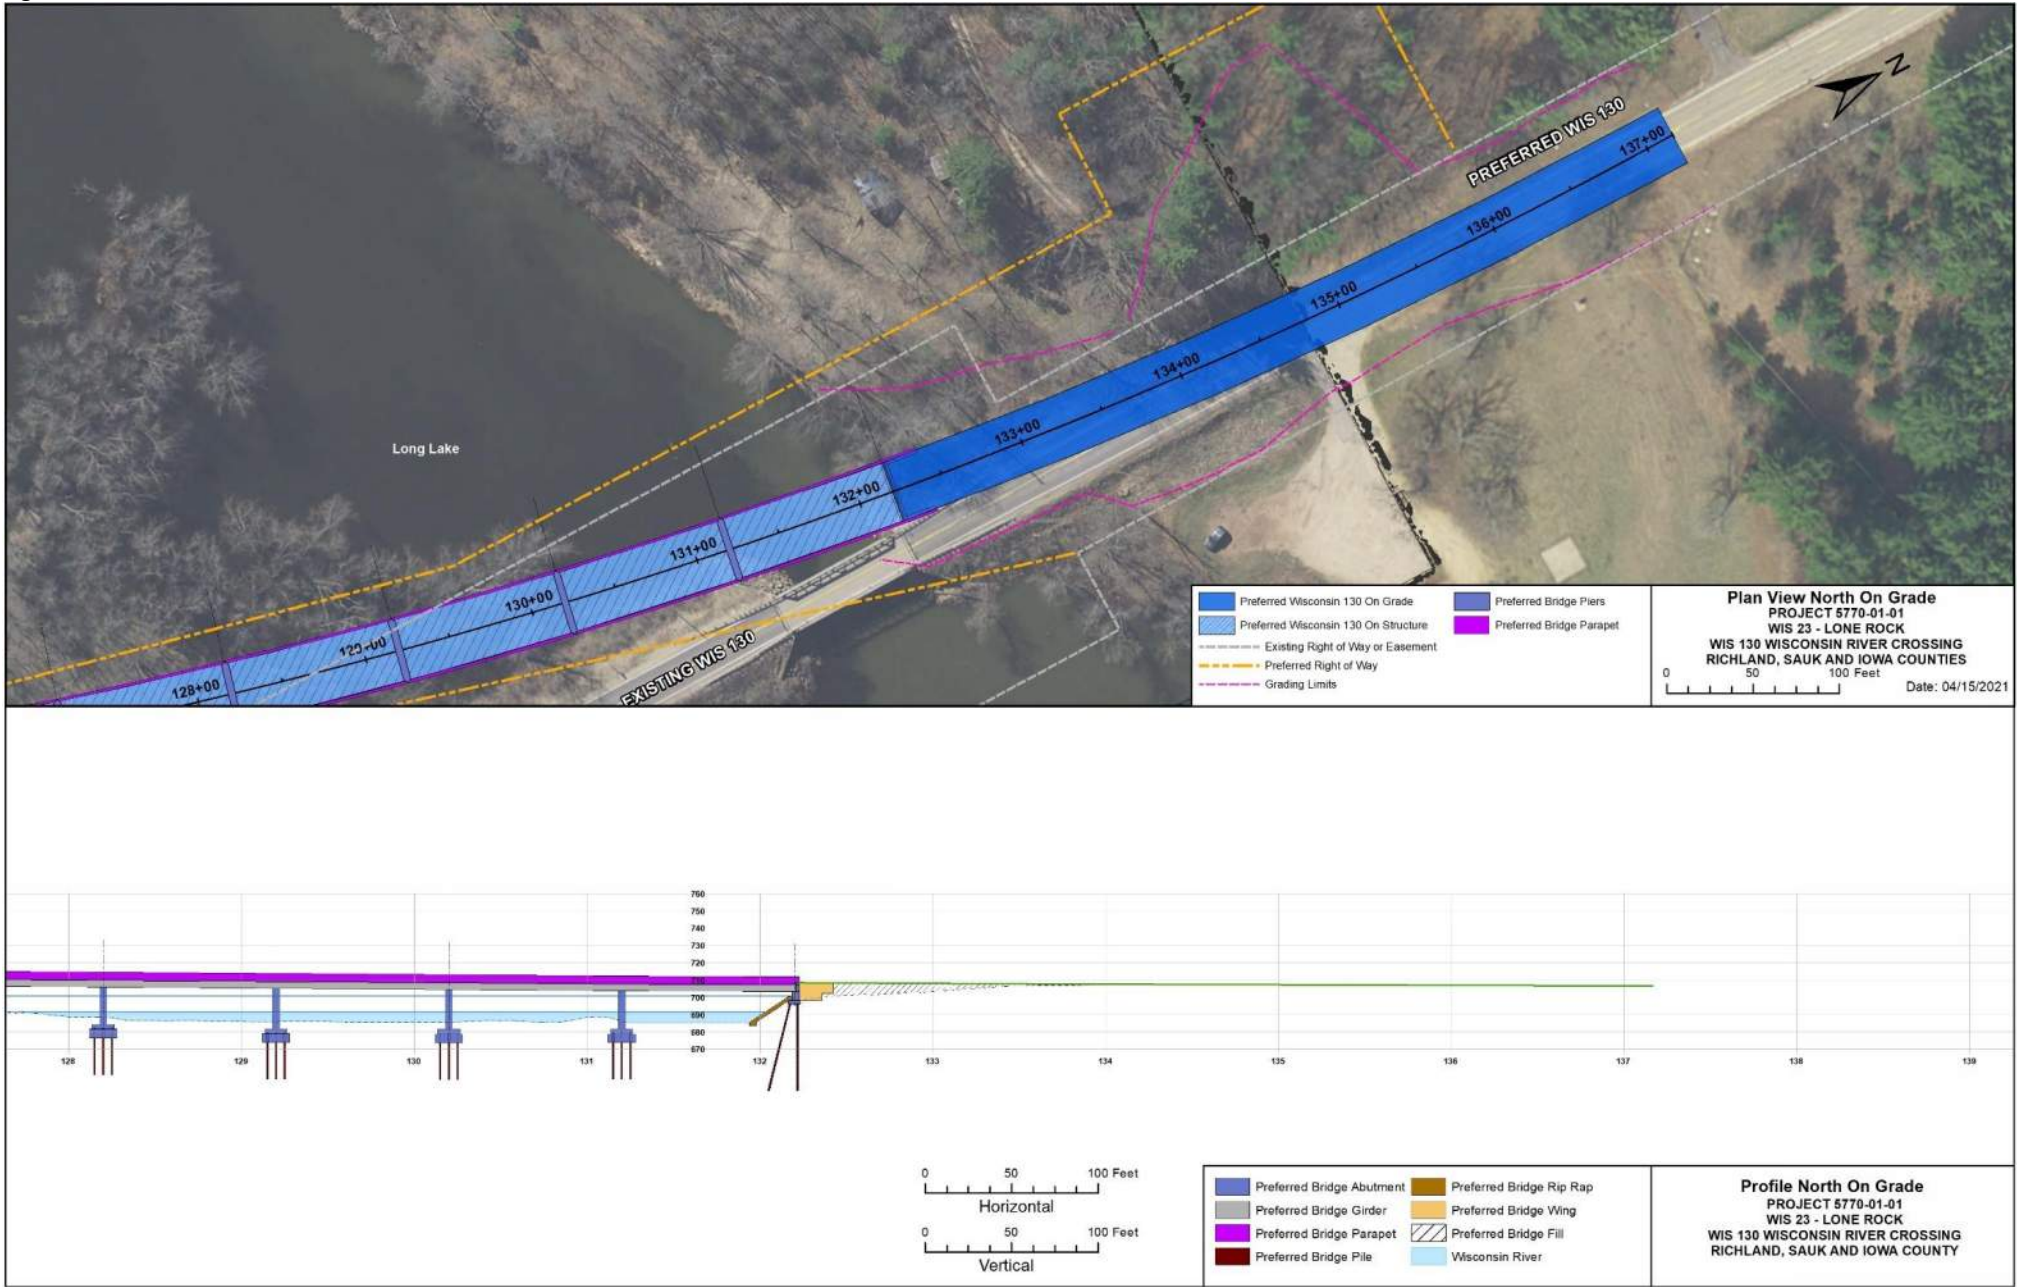 N
PREFERRED WIS 130
137+00
136+00
135+00
134+00
133+00
132+00
131+00
130+00
129+00
128+00
Long Lake
EXISTING WIS 130
Preferred Wisconsin 130 On Grade
Preferred Wisconsin 130 On Structure
Existing Right of Way or Easement
Preferred Right of Way
Grading Limits
Preferred Bridge Piers
Preferred Bridge Parapet
Plan View North On Grade
PROJECT 5770-01-01
WIS 23 - LONE ROCK
WIS 130 WISCONSIN RIVER CROSSING
RICHLAND, SAUK AND IOWA COUNTIES
0 50 100 Feet
Date: 04/15/2021
760
750
740
730
720
710
700
690
680
670
128 129 130 131 132 133 134 135 136 137 138 139
0 50 100 Feet
Horizontal
0 50 100 Feet
Vertical
Preferred Bridge Abutment
Preferred Bridge Girder
Preferred Bridge Parapet
Preferred Bridge Pile
Preferred Bridge Rip Rap
Preferred Bridge Wing
Preferred Bridge Fill
Wisconsin River
Profile North On Grade
PROJECT 5770-01-01
WIS 23 - LONE ROCK
WIS 130 WISCONSIN RIVER CROSSING
RICHLAND, SAUK AND IOWA COUNTY